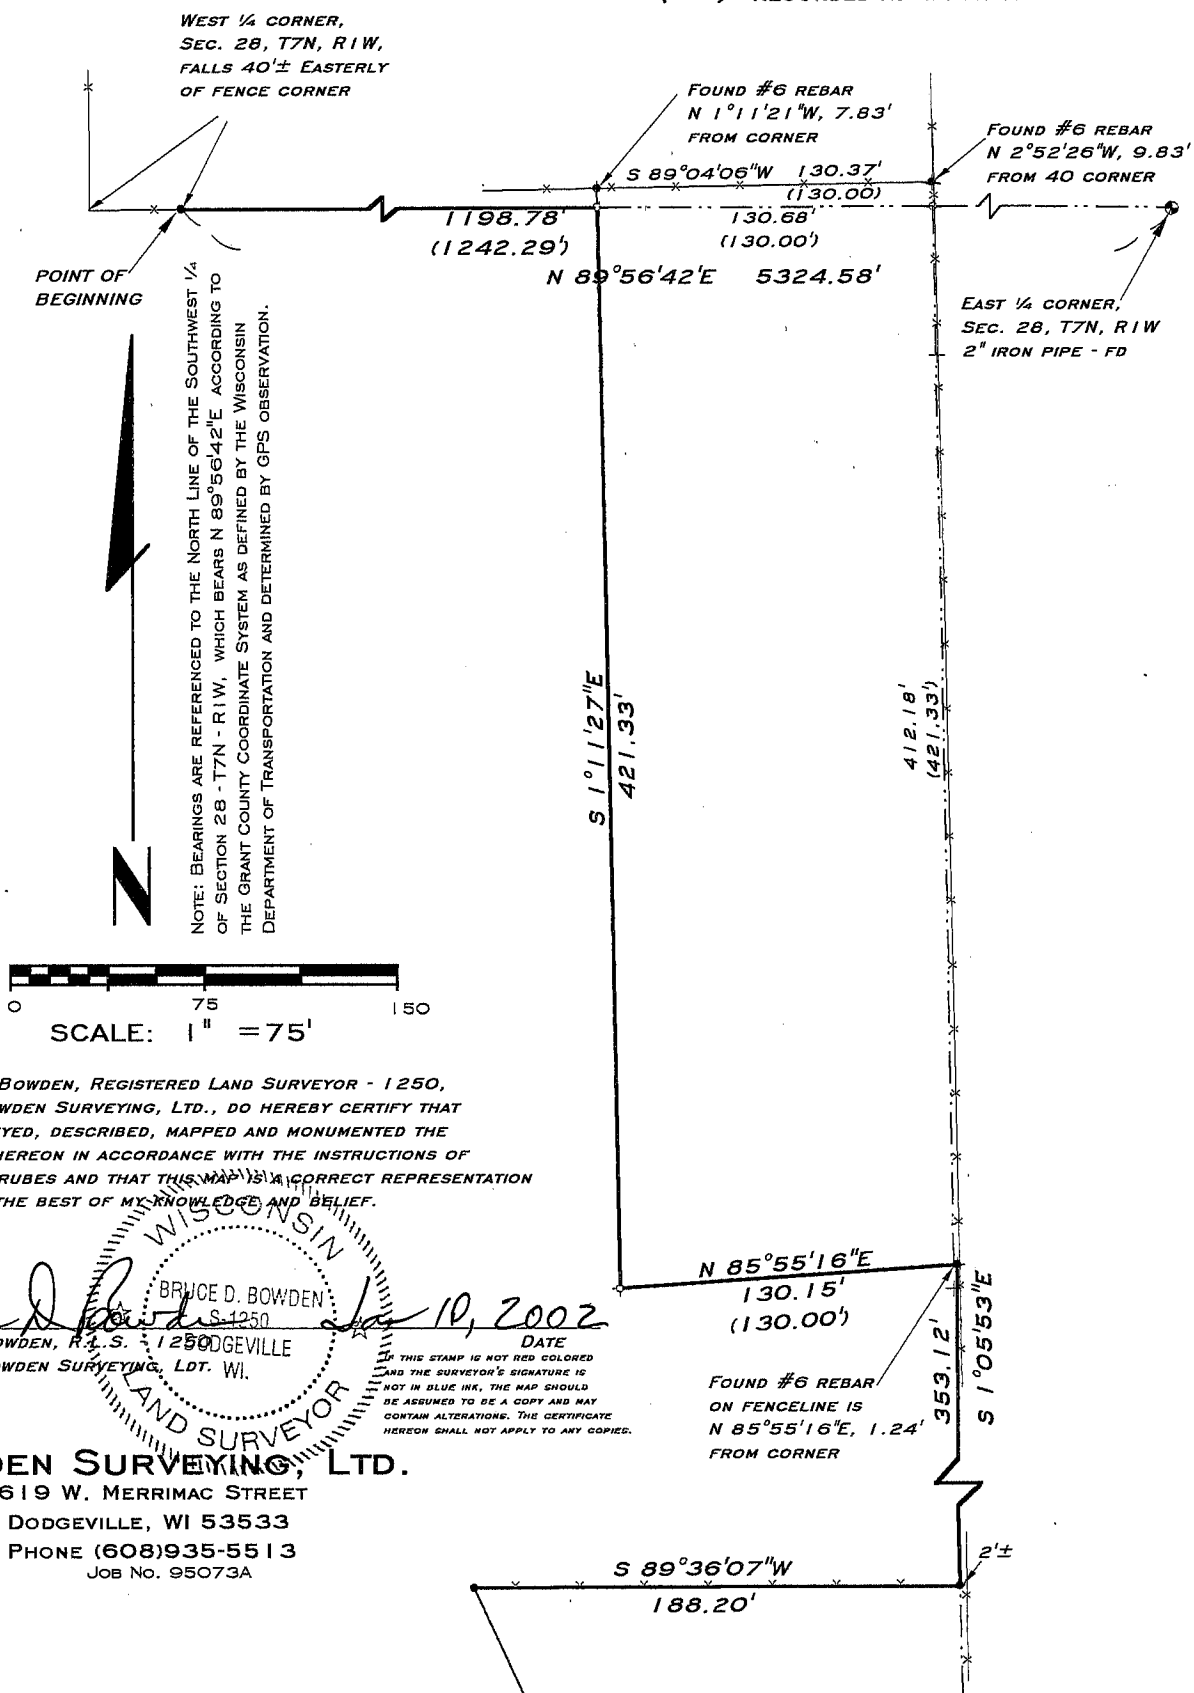 WEST 1/4 CORNER,
SEC. 28, T7N, R1W,
FALLS 40'± EASTERLY
OF FENCE CORNER
FOUND #6 REBAR
N 1°11'21"W, 7.83'
FROM CORNER
FOUND #6 REBAR
N 2°52'26"W, 9.83'
FROM 40 CORNER
S 89°04'06"W 130.37'
(130.00)
1198.78'
(1242.29')
130.68'
(130.00')
N 89°56'42"E 5324.58'
POINT OF
BEGINNING
EAST 1/4 CORNER,
SEC. 28, T7N, R1W
2" IRON PIPE - FD
NOTE: BEARINGS ARE REFERENCED TO THE NORTH LINE OF THE SOUTHWEST 1/4
OF SECTION 28 - T7N - R1W, WHICH BEARS N 89°56'42"E ACCORDING TO
THE GRANT COUNTY COORDINATE SYSTEM AS DEFINED BY THE WISCONSIN
DEPARTMENT OF TRANSPORTATION AND DETERMINED BY GPS OBSERVATION.
N
S 1°11'27"E
421.33'
412.18'
(421.33')
0 75 150
SCALE: 1" =75'
BOWDEN, REGISTERED LAND SURVEYOR - 1250,
WDEN SURVEYING, LTD., DO HEREBY CERTIFY THAT
YED, DESCRIBED, MAPPED AND MONUMENTED THE
HEREON IN ACCORDANCE WITH THE INSTRUCTIONS OF
RUBES AND THAT THIS MAP IS A CORRECT REPRESENTATION
THE BEST OF MY KNOWLEDGE AND BELIEF.
WISCONSIN
BRUCE D. BOWDEN
S-1250
DODGEVILLE
WI.
LAND SURVEYOR
D Bowden Jan 10, 2002
OWDEN, R.L.S. - 1250
DATE
OWDEN SURVEYING, LDT.
IF THIS STAMP IS NOT RED COLORED
AND THE SURVEYOR'S SIGNATURE IS
NOT IN BLUE INK, THE MAP SHOULD
BE ASSUMED TO BE A COPY AND MAY
CONTAIN ALTERATIONS. THE CERTIFICATE
HEREON SHALL NOT APPLY TO ANY COPIES.
DEN SURVEYING, LTD.
619 W. MERRIMAC STREET
DODGEVILLE, WI 53533
PHONE (608)935-5513
JOB NO. 95073A
N 85°55'16"E
130.15'
(130.00')
FOUND #6 REBAR
ON FENCELINE IS
N 85°55'16"E, 1.24'
FROM CORNER
353.12'
S 1°05'53"E
2'±
S 89°36'07"W
188.20'